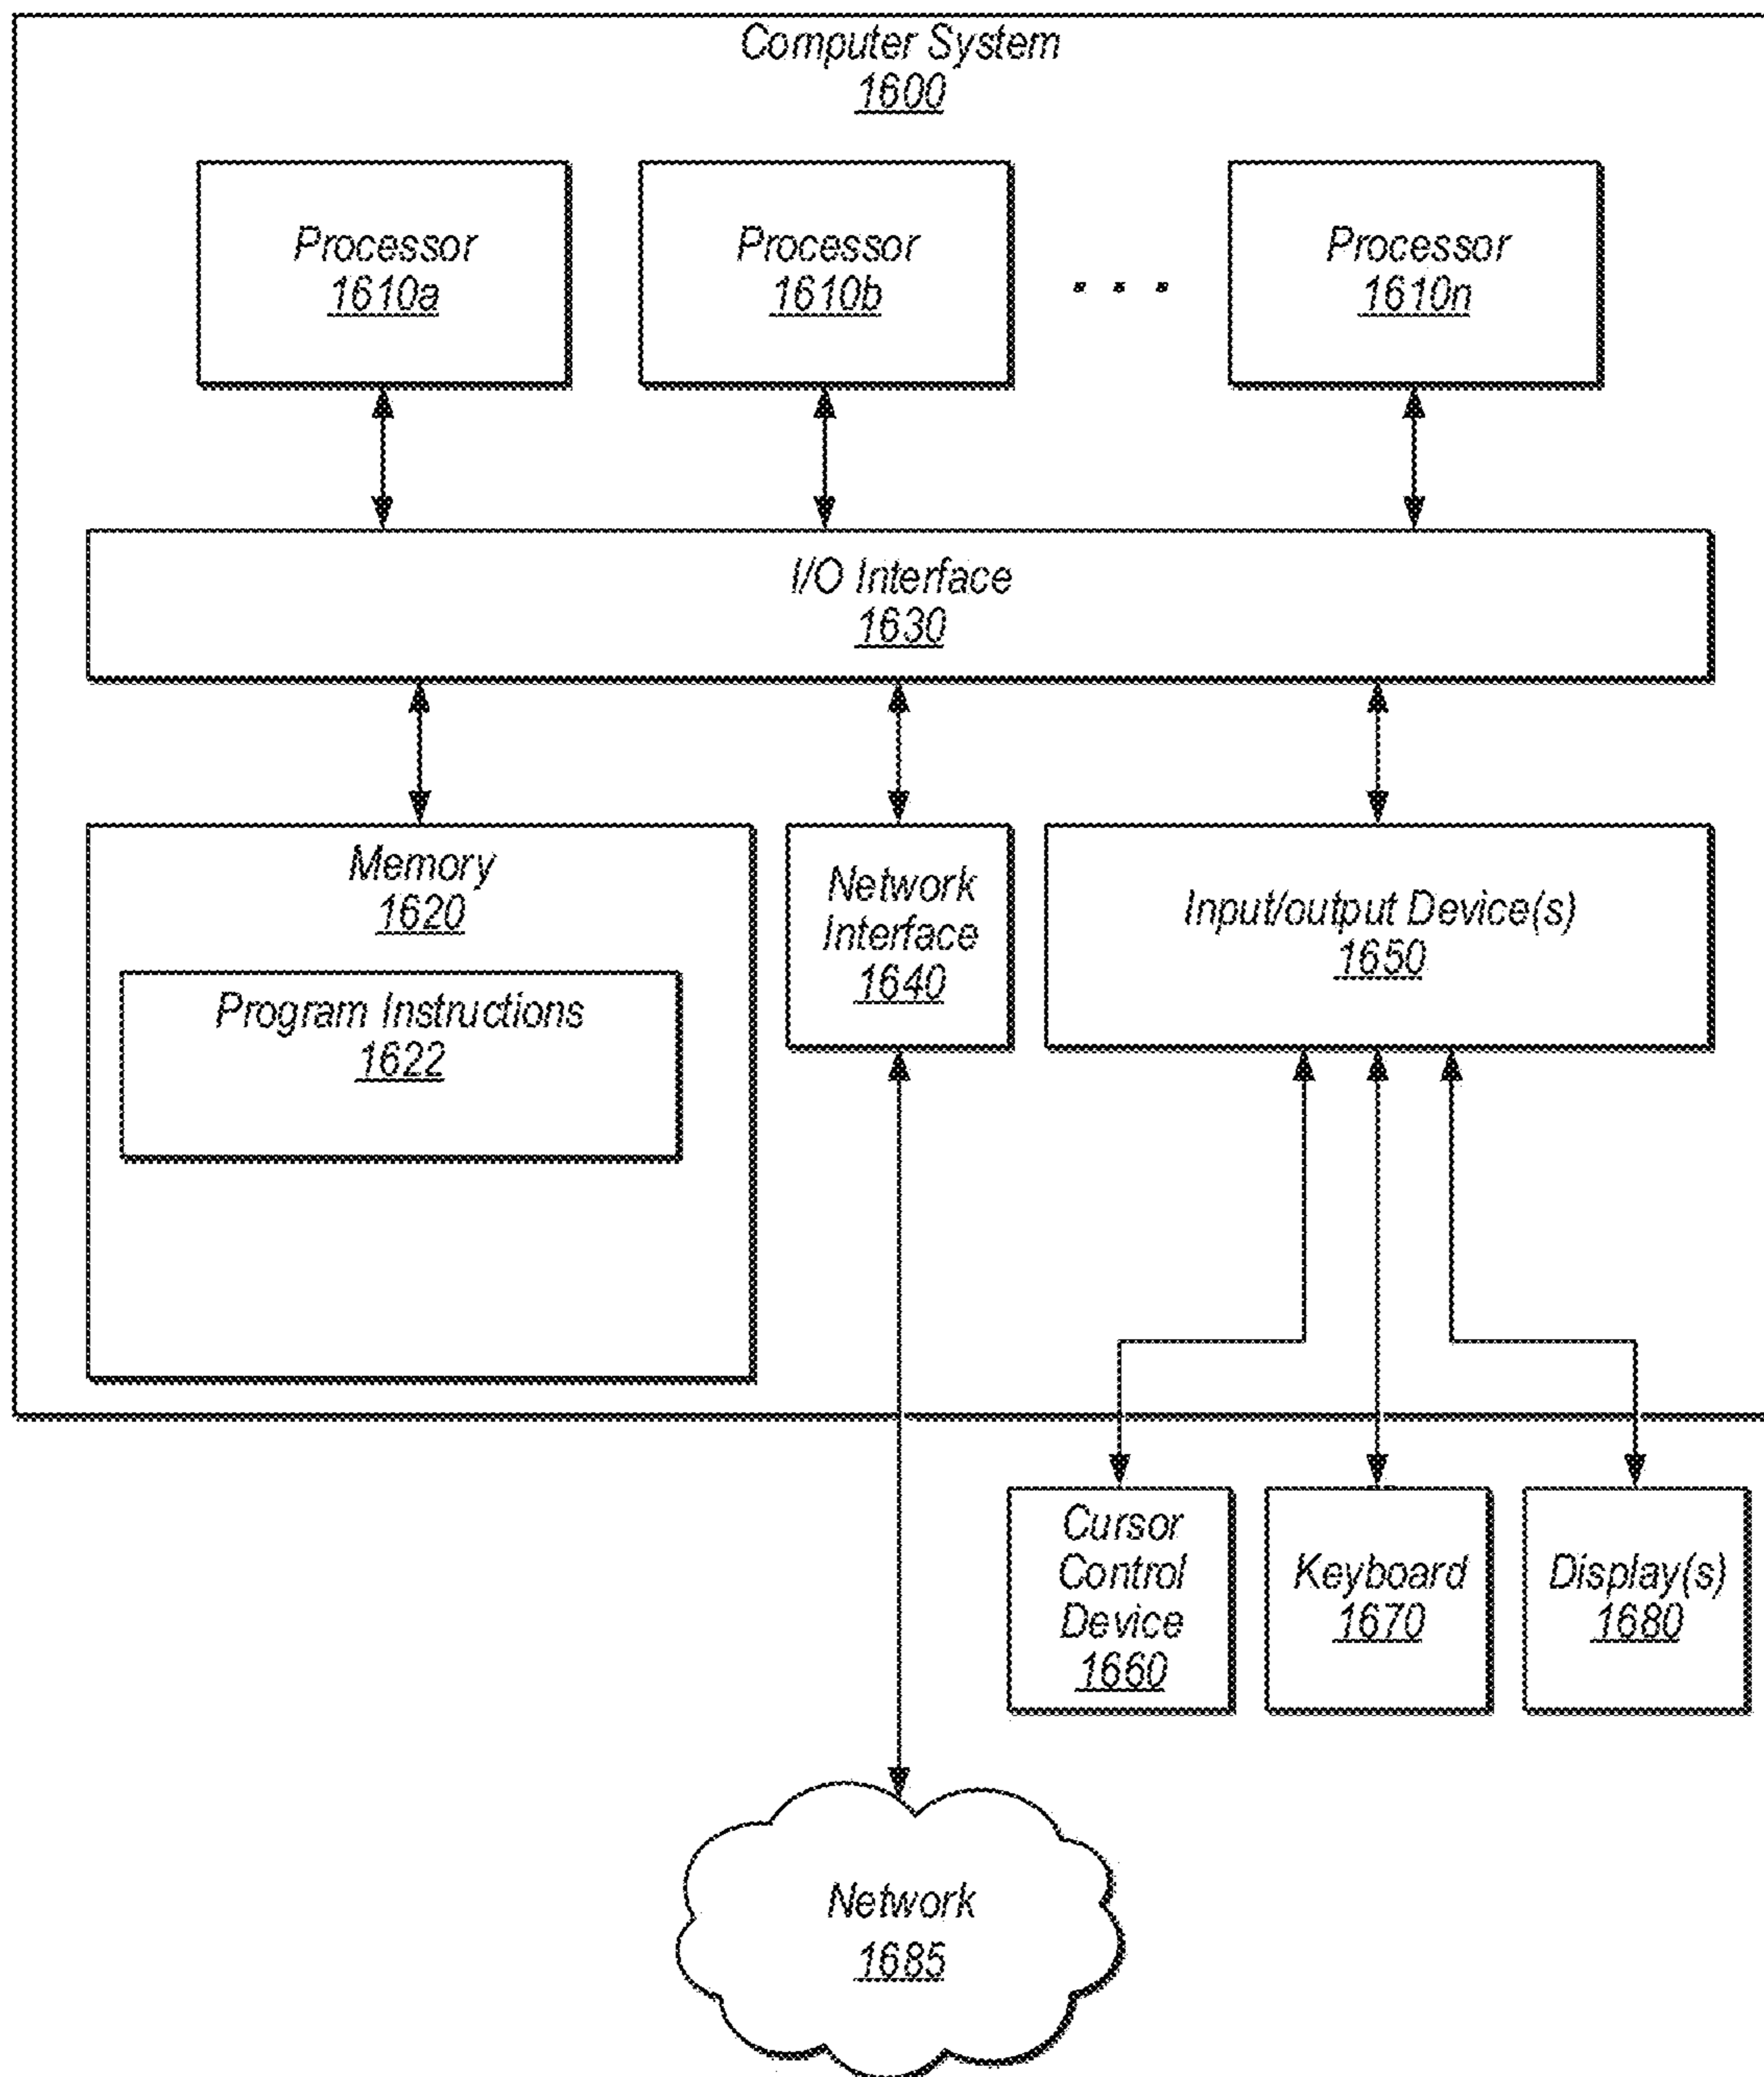 Computer System
1600
Processor
1610a
Processor
1610b
. . .
Processor
1610n
I/O Interface
1630
Memory
1620
Program Instructions
1622
Network
Interface
1640
Input/output Device(s)
1650
Cursor
Control
Device
1660
Keyboard
1670
Display(s)
1680
Network
1685